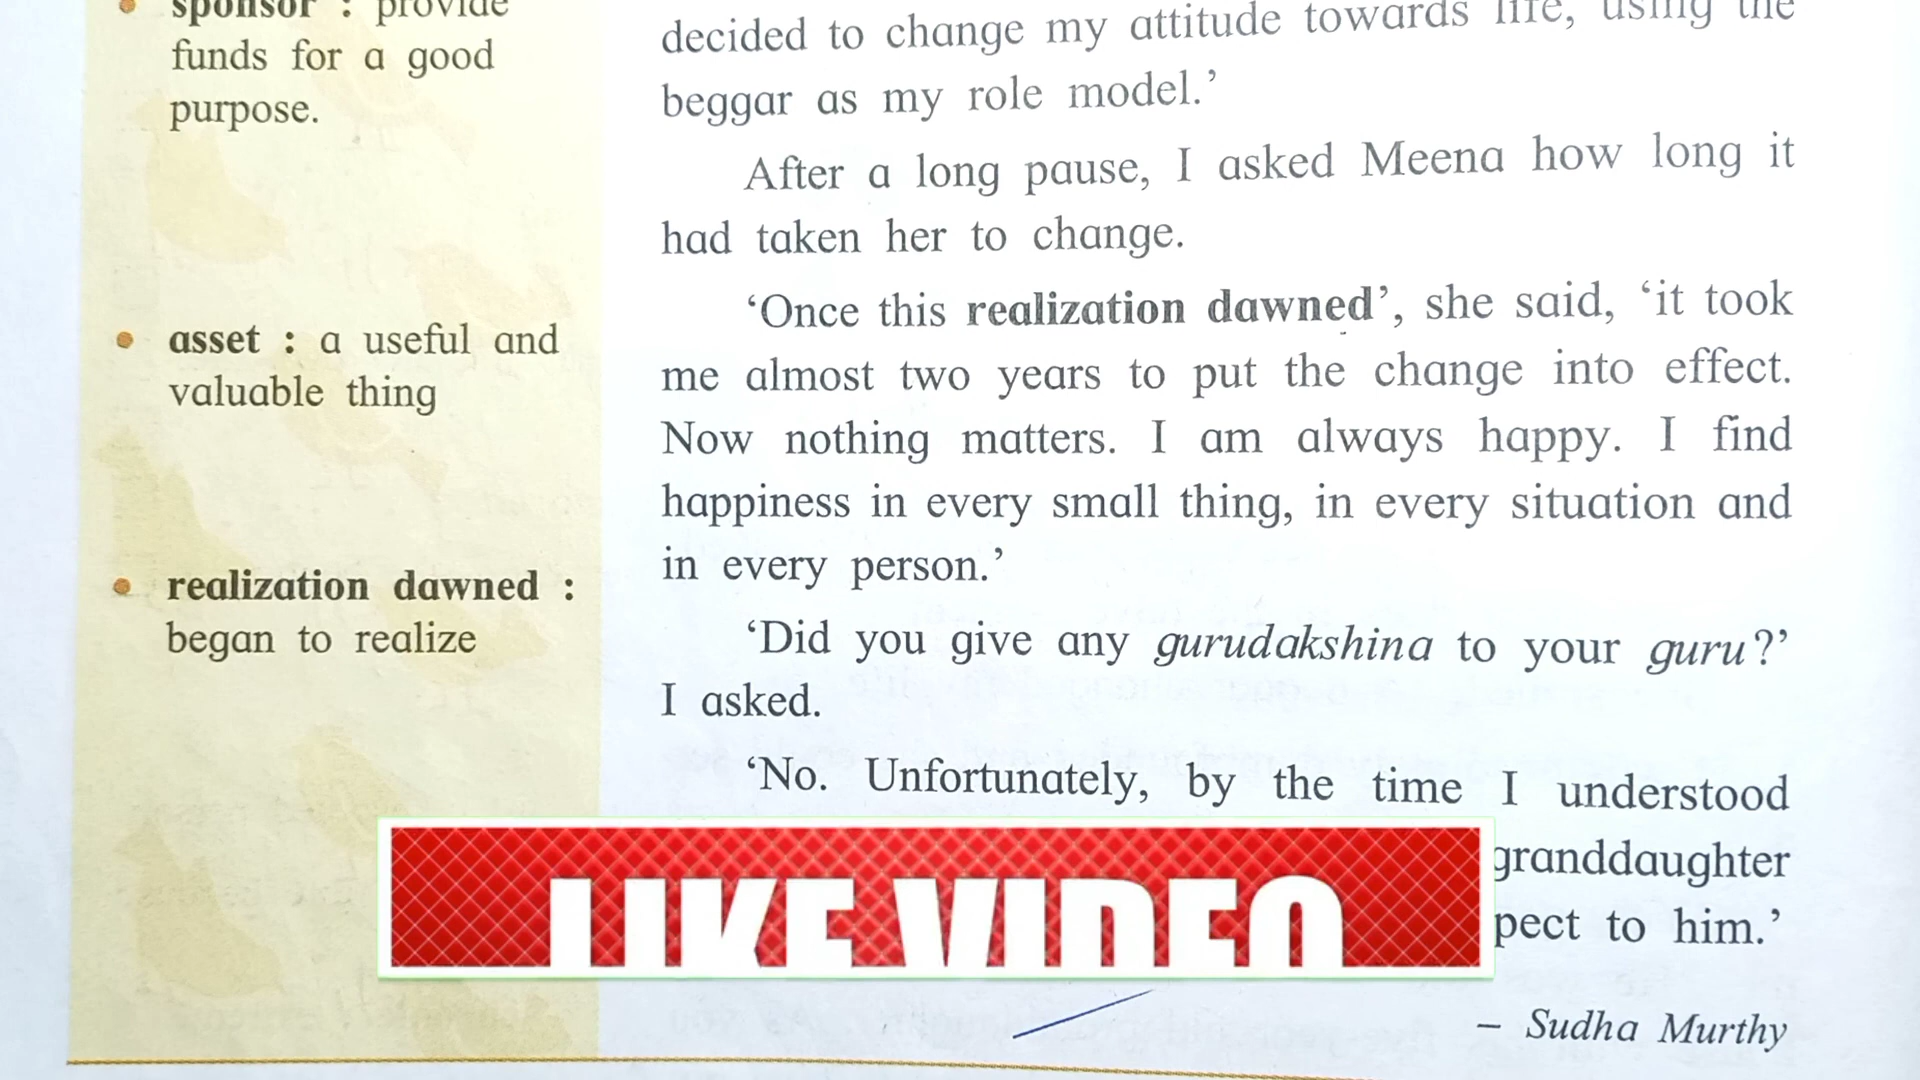 sponsor : provide
funds for a good
purpose.
asset : a useful and
valuable thing
realization dawned :
began to realize
decided to change my attitude towards life, using the
beggar as my role model.’
After a long pause, I asked Meena how long it
had taken her to change.
‘Once this realization dawned’, she said, ‘it took
me almost two years to put the change into effect.
Now nothing matters. I am always happy. I find
happiness in every small thing, in every situation and
in every person.’
‘Did you give any gurudakshina to your guru?’
I asked.
‘No. Unfortunately, by the time I understood
granddaughter
pect to him.’
– Sudha Murthy
LIKE VIDEO